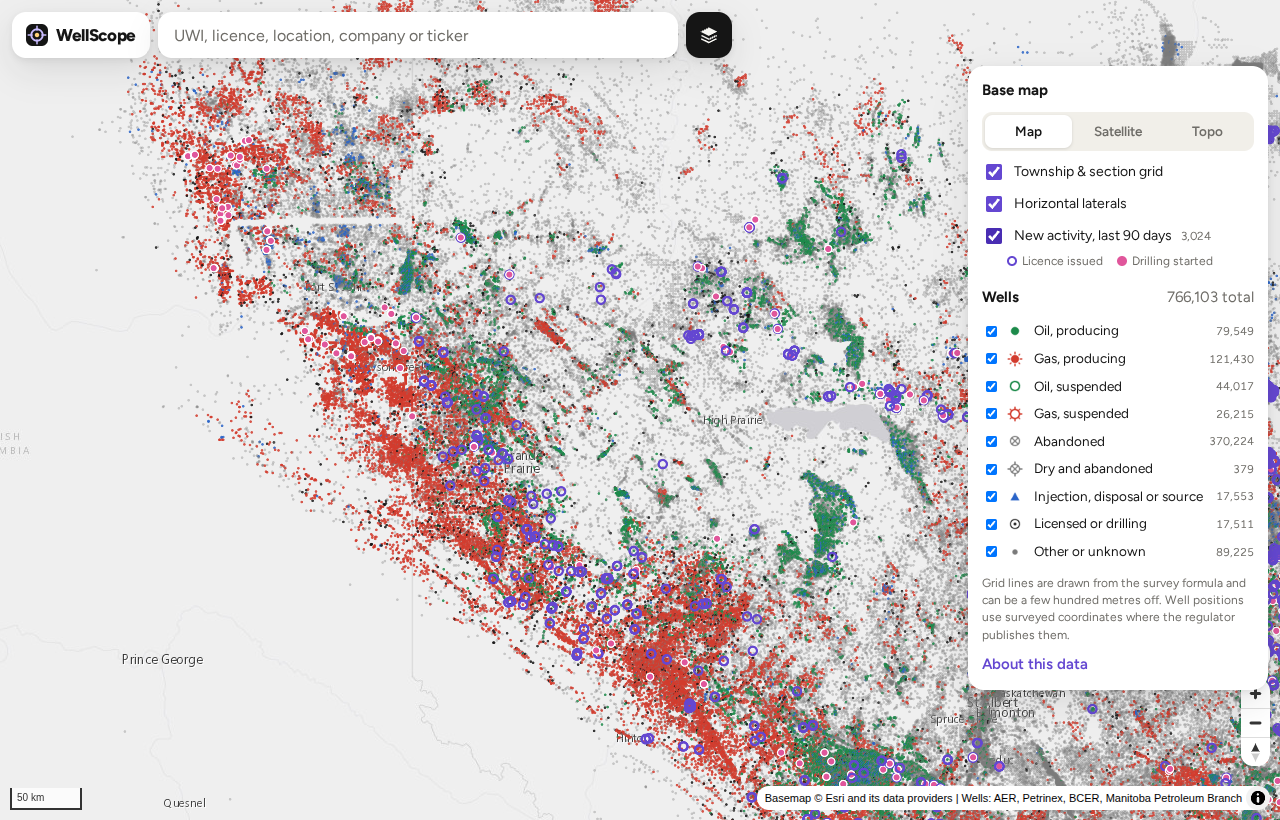 WellScope
UWI, licence, location, company or ticker
Base map
Map
Satellite
Topo
Township & section grid
Horizontal laterals
New activity, last 90 days 3,024
Licence issued
Drilling started
Wells
766,103 total
Oil, producing 79,549
Gas, producing 121,430
Oil, suspended 44,017
Gas, suspended 26,215
Abandoned 370,224
Dry and abandoned 379
Injection, disposal or source 17,553
Licensed or drilling 17,511
Other or unknown 89,225
Grid lines are drawn from the survey formula and
can be a few hundred metres off. Well positions
use surveyed coordinates where the regulator
publishes them.
About this data
High Prairie
Prairie
Prince George
Hinton
Quesnel
St. Albert
Edmonton
Spruce
50 km
Basemap © Esri and its data providers | Wells: AER, Petrinex, BCER, Manitoba Petroleum Branch